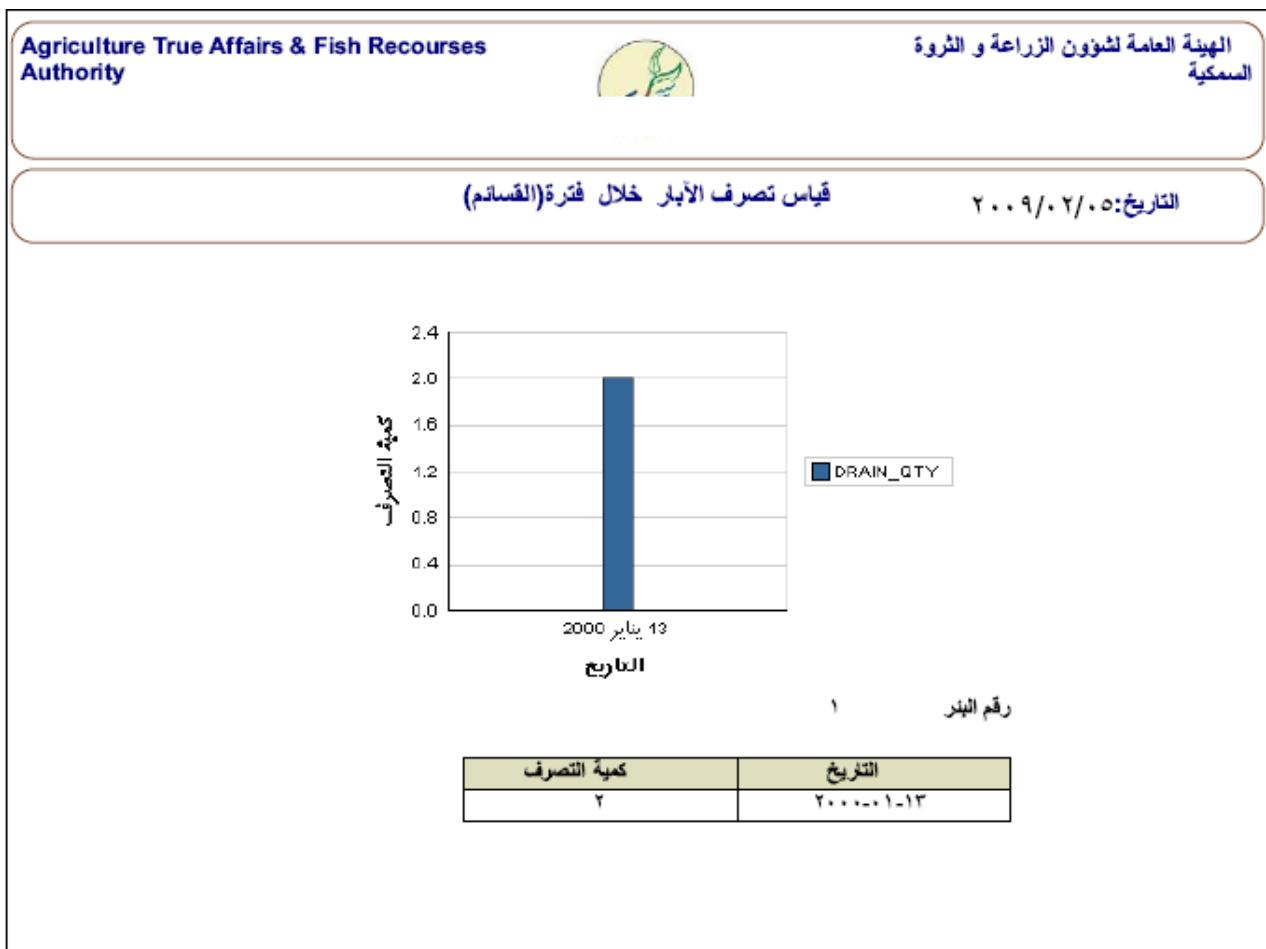 Agriculture True Affairs & Fish Recourses
Authority
الهيئة العامة لشؤون الزراعة و الثروة
السمكية
التاريخ:٢٠٠٩/٠٢/٠٥
قياس تصرف الآبار خلال فترة(القسائم)
2.4
2.0
1.6
1.2
0.8
0.4
0.0
كمية التصرف
13 يناير 2000
التاريخ
DRAIN_QTY
رقم البئر ١
التاريخ كمية التصرف
٢٠٠٠-٠١-١٣ ٢